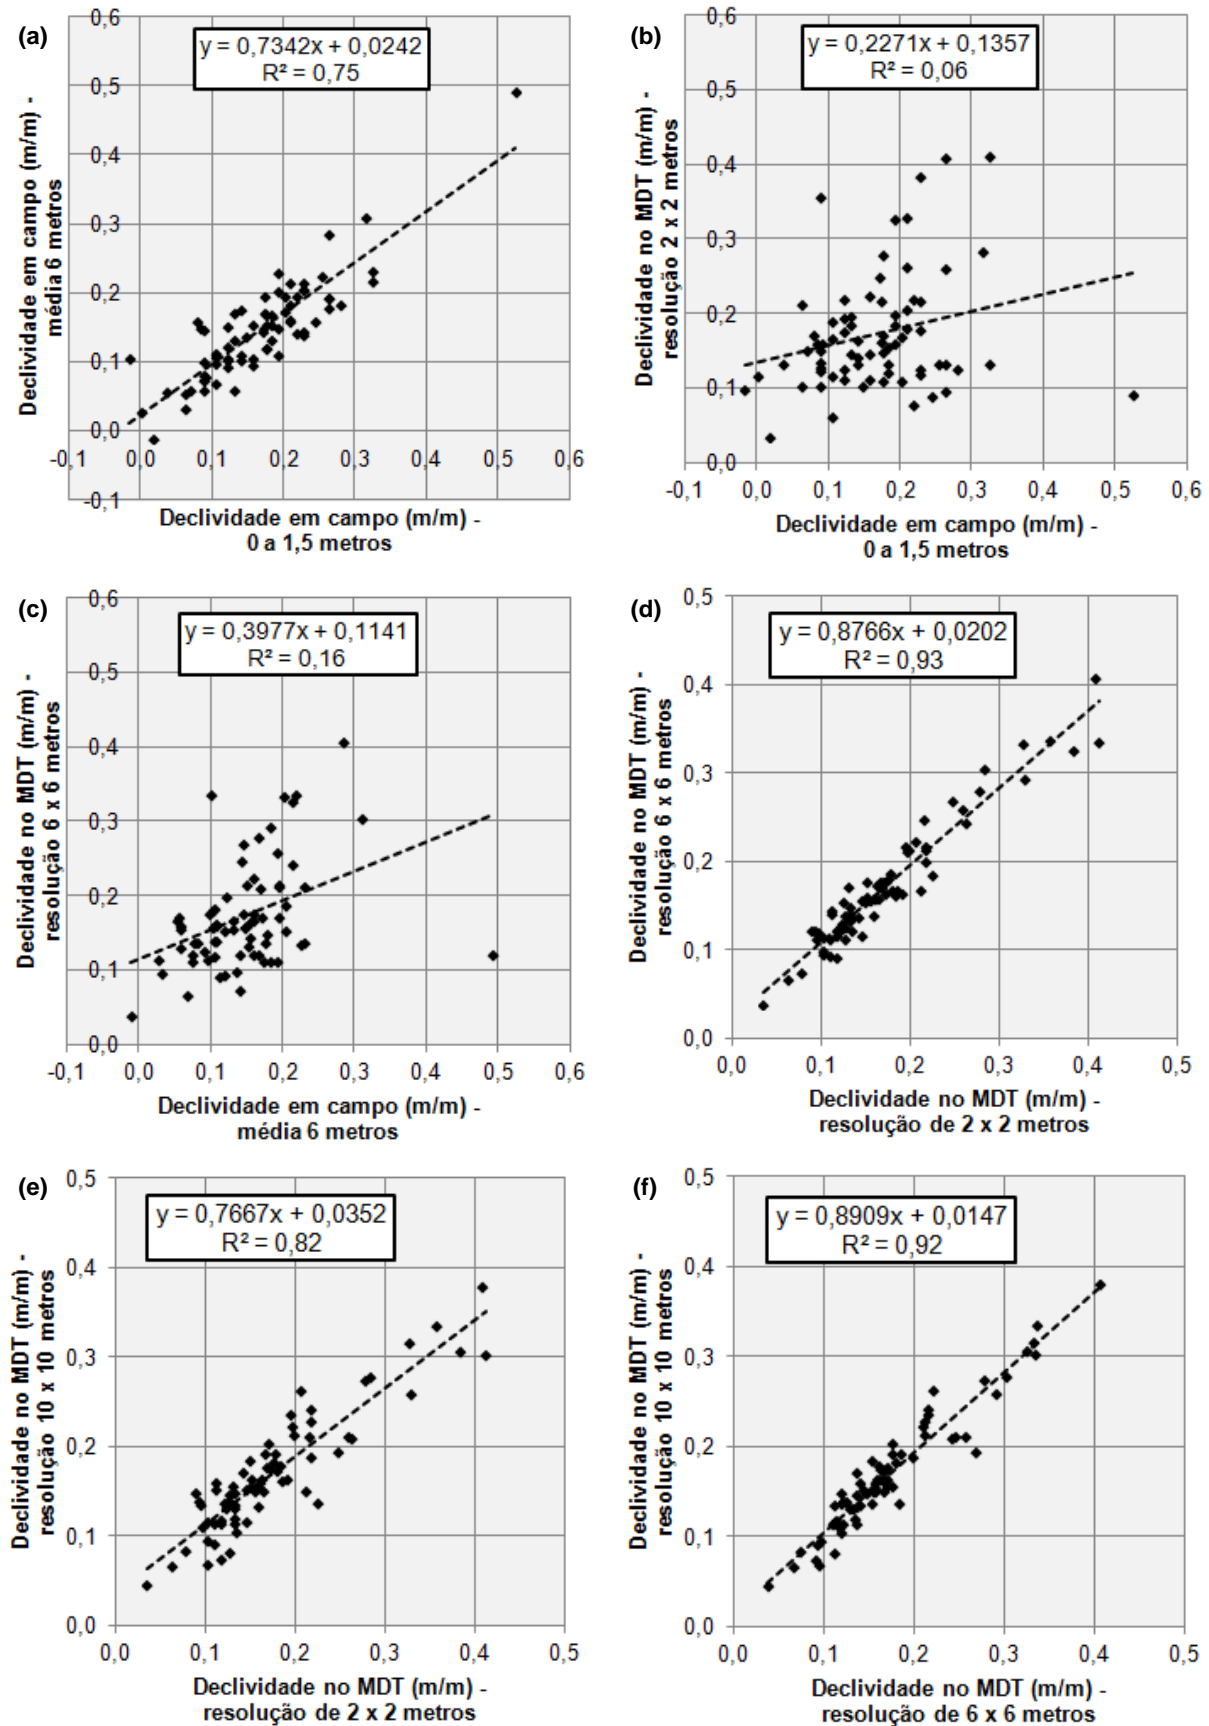 (a)
y = 0,7342x + 0,0242
R² = 0,75
0,6
0,5
0,4
0,3
0,2
0,1
0,0
-0,1
-0,1 0,0 0,1 0,2 0,3 0,4 0,5 0,6
Declividade em campo (m/m) -
média 6 metros
Declividade em campo (m/m) -
0 a 1,5 metros
(b)
y = 0,2271x + 0,1357
R² = 0,06
0,6
0,5
0,4
0,3
0,2
0,1
0,0
-0,1 0,0 0,1 0,2 0,3 0,4 0,5 0,6
Declividade no MDT (m/m) -
resolução 2 x 2 metros
Declividade em campo (m/m) -
0 a 1,5 metros
(c)
y = 0,3977x + 0,1141
R² = 0,16
0,6
0,5
0,4
0,3
0,2
0,1
0,0
-0,1 0,0 0,1 0,2 0,3 0,4 0,5 0,6
Declividade no MDT (m/m) -
resolução 6 x 6 metros
Declividade em campo (m/m) -
média 6 metros
(d)
y = 0,8766x + 0,0202
R² = 0,93
0,5
0,4
0,3
0,2
0,1
0,0
0,0 0,1 0,2 0,3 0,4 0,5
Declividade no MDT (m/m) -
resolução 6 x 6 metros
Declividade no MDT (m/m) -
resolução de 2 x 2 metros
(e)
y = 0,7667x + 0,0352
R² = 0,82
0,5
0,4
0,3
0,2
0,1
0,0
0,0 0,1 0,2 0,3 0,4 0,5
Declividade no MDT (m/m) -
resolução 10 x 10 metros
Declividade no MDT (m/m) -
resolução de 2 x 2 metros
(f)
y = 0,8909x + 0,0147
R² = 0,92
0,5
0,4
0,3
0,2
0,1
0,0
0,0 0,1 0,2 0,3 0,4 0,5
Declividade no MDT (m/m) -
resolução 10 x 10 metros
Declividade no MDT (m/m) -
resolução de 6 x 6 metros